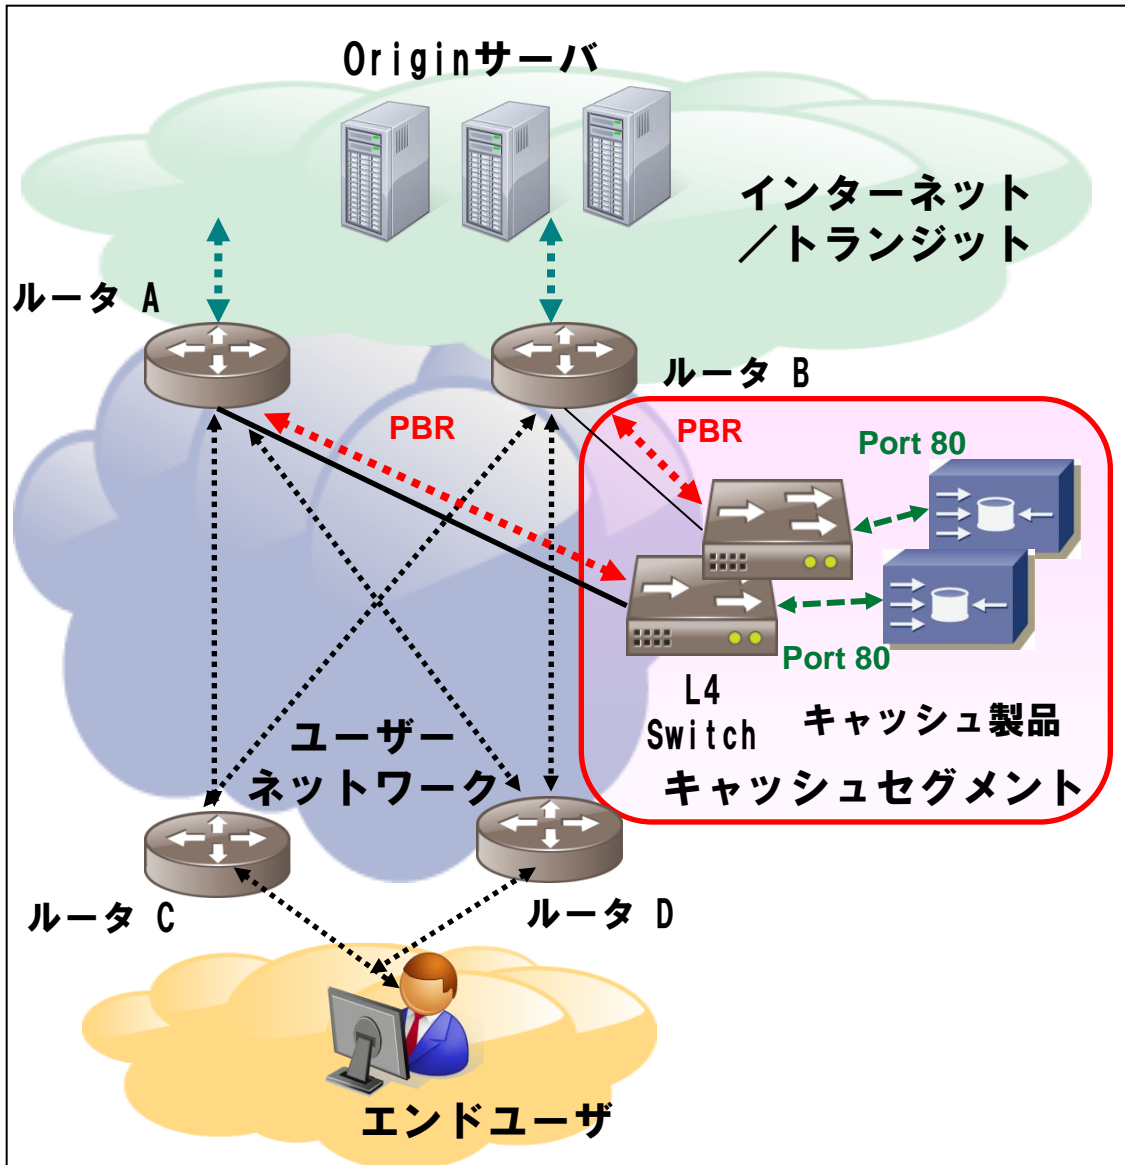 Originサーバ
インターネット
／トランジット
ルータ A
ルータ B
PBR
PBR
Port 80
Port 80
L4
Switch
キャッシュ製品
キャッシュセグメント
ユーザー
ネットワーク
ルータ C
ルータ D
エンドユーザ